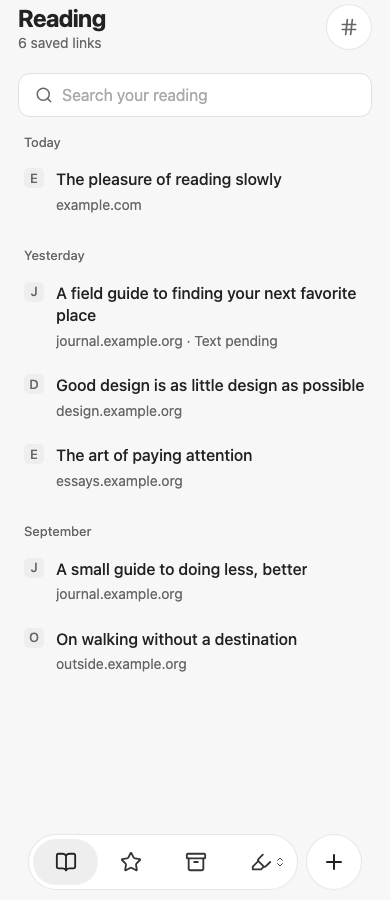 Reading
6 saved links
#
Search your reading
Today
E The pleasure of reading slowly
example.com
Yesterday
J A field guide to finding your next favorite
place
journal.example.org · Text pending
D Good design is as little design as possible
design.example.org
E The art of paying attention
essays.example.org
September
J A small guide to doing less, better
journal.example.org
O On walking without a destination
outside.example.org